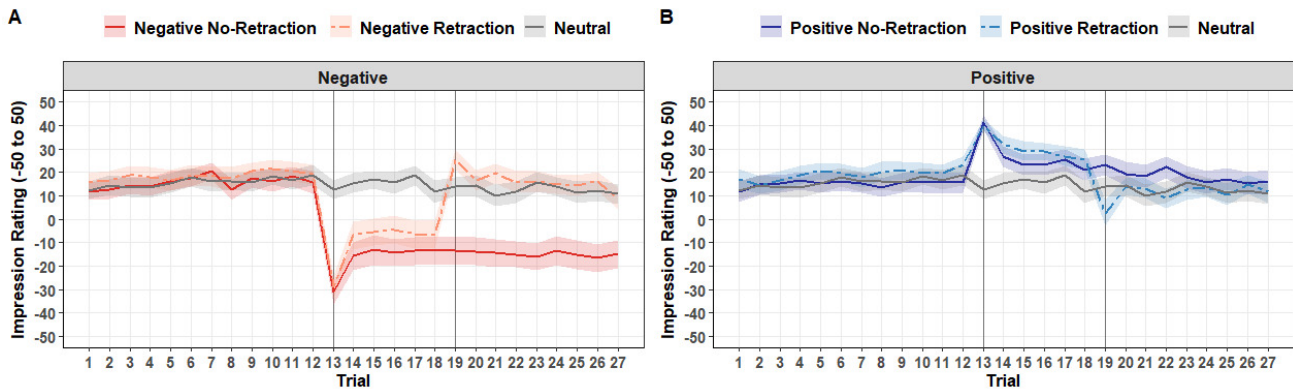 A
Negative No-Retraction Negative Retraction Neutral
Negative
Impression Rating (-50 to 50)
50
40
30
20
10
0
-10
-20
-30
-40
-50
1 2 3 4 5 6 7 8 9 10 11 12 13 14 15 16 17 18 19 20 21 22 23 24 25 26 27
Trial
B
Positive No-Retraction Positive Retraction Neutral
Positive
Impression Rating (-50 to 50)
50
40
30
20
10
0
-10
-20
-30
-40
-50
1 2 3 4 5 6 7 8 9 10 11 12 13 14 15 16 17 18 19 20 21 22 23 24 25 26 27
Trial